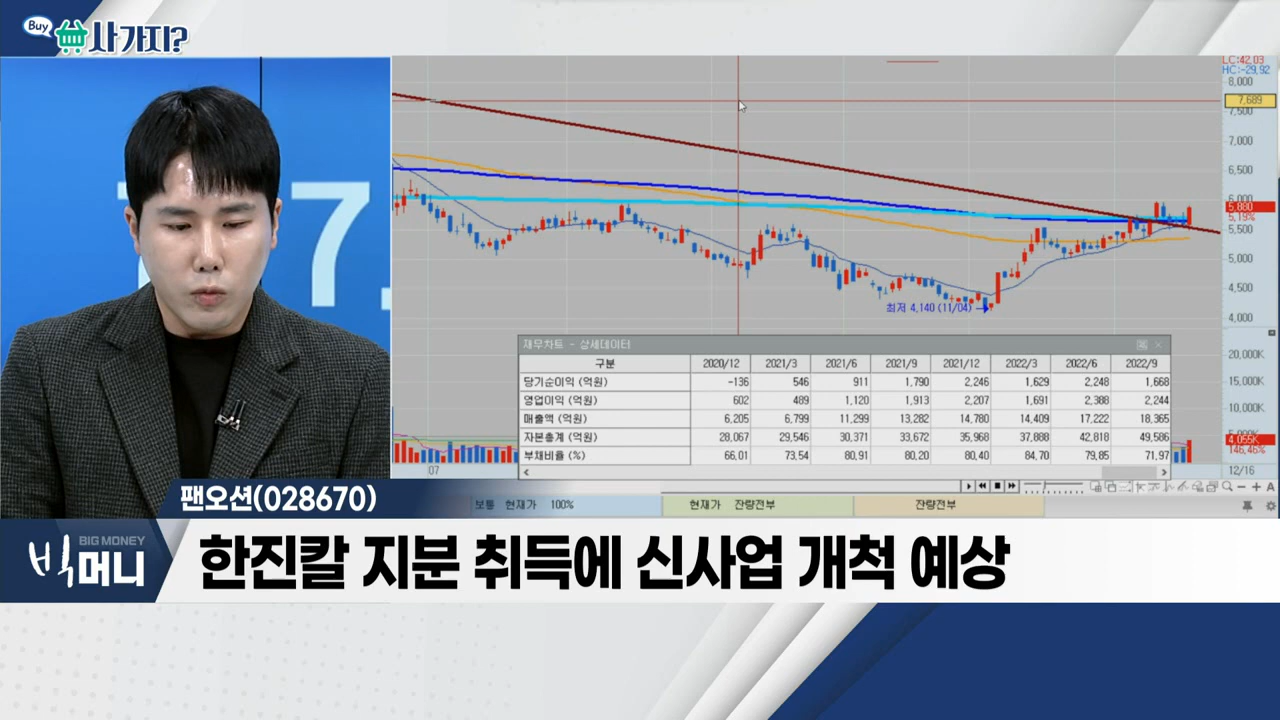 Buy 사가지?
LC:42.03
HC:-29.92
8,000
7,689
7,500
7,000
6,500
6,000
5,880
5.19%
5,500
5,000
4,500
4,000
최저 4,140 (11/04)
재무차트 - 상세데이터
구분 2020/12 2021/3 2021/6 2021/9 2021/12 2022/3 2022/6 2022/9
당기순이익 (억원) -136 546 911 1,790 2,246 1,629 2,248 1,668
영업이익 (억원) 602 489 1,120 1,913 2,207 1,691 2,388 2,244
매출액 (억원) 6,205 6,799 11,299 13,282 14,780 14,409 17,222 18,365
자본총계 (억원) 28,067 29,546 30,371 33,672 35,968 37,888 42,818 49,586
부채비율 (%) 66,01 73,54 80,91 80,20 80,40 84,70 79,85 71,97
20,000K
15,000K
10,000K
4,055K
146,46%
07
12/16
보통 현재가 100% 현재가 잔량전부 잔량전부
팬오션(028670)
BIG MONEY
빅머니
한진칼 지분 취득에 신사업 개척 예상
7.